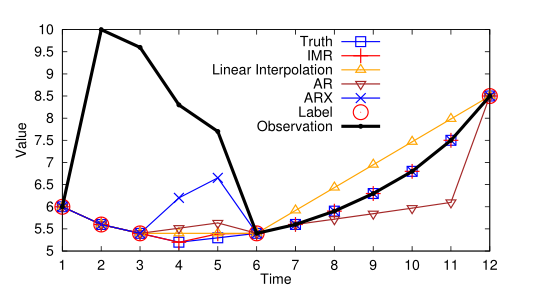 10
9.5
9
8.5
8
7.5
7
6.5
6
5.5
5
Value
Truth
IMR
Linear Interpolation
AR
ARX
Label
Observation
1 2 3 4 5 6 7 8 9 10 11 12
Time